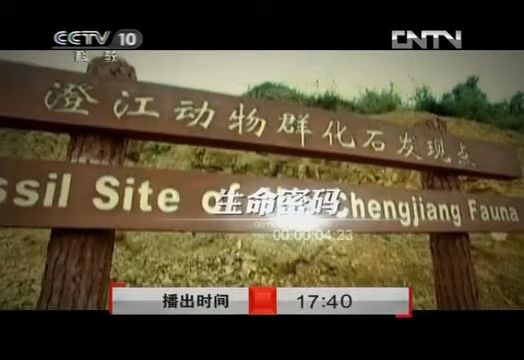 CCTV 10
科教
CNTV
澄江动物群化石发现点
ssil Site of Chengjiang Fauna
生命密码
00:00:04.23
播出时间 17:40